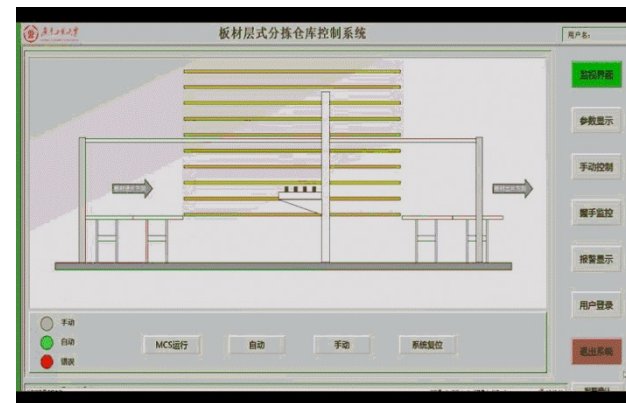 板材层式分拣仓库控制系统
用户名:
监视界面
参数显示
手动控制
握手监控
报警显示
用户登录
退出系统
手动
自动
错误
MCS运行
自动
手动
系统复位